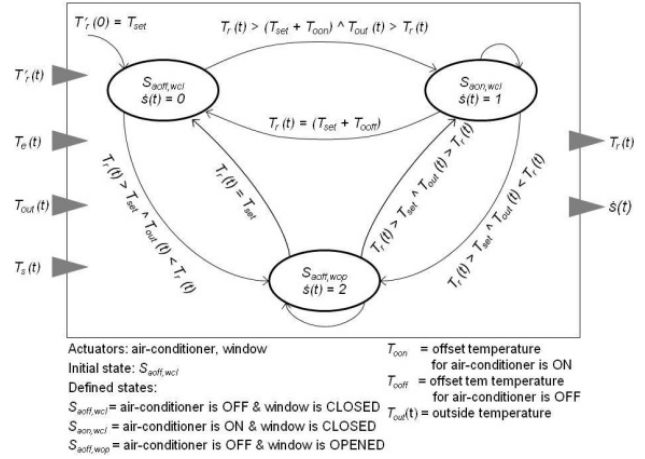 T'r (0) = Tset
Tr (t) > (Tset + Toon) ^ Tout (t) > Tr (t)
T'r (t)
Saoff,wcl
ṡ(t) = 0
Saon,wcl
ṡ(t) = 1
Tr (t) = (Tset + Tooff)
Te (t)
Tr (t)
Tr (t) > Tset ^ Tout (t) < Tr (t)
Tr (t) = Tset
Tr (t) > Tset ^ Tout (t) > Tr (t)
Tr (t) > Tset ^ Tout (t) < Tr (t)
Tout (t)
ṡ(t)
Ts (t)
Saoff,wop
ṡ(t) = 2
Actuators: air-conditioner, window
Initial state: Saoff,wcl
Defined states:
Saoff,wcl = air-conditioner is OFF & window is CLOSED
Saon,wcl = air-conditioner is ON & window is CLOSED
Saoff,wop = air-conditioner is OFF & window is OPENED
Toon = offset temperature
for air-conditioner is ON
Tooff = offset tem temperature
for air-conditioner is OFF
Tout(t) = outside temperature